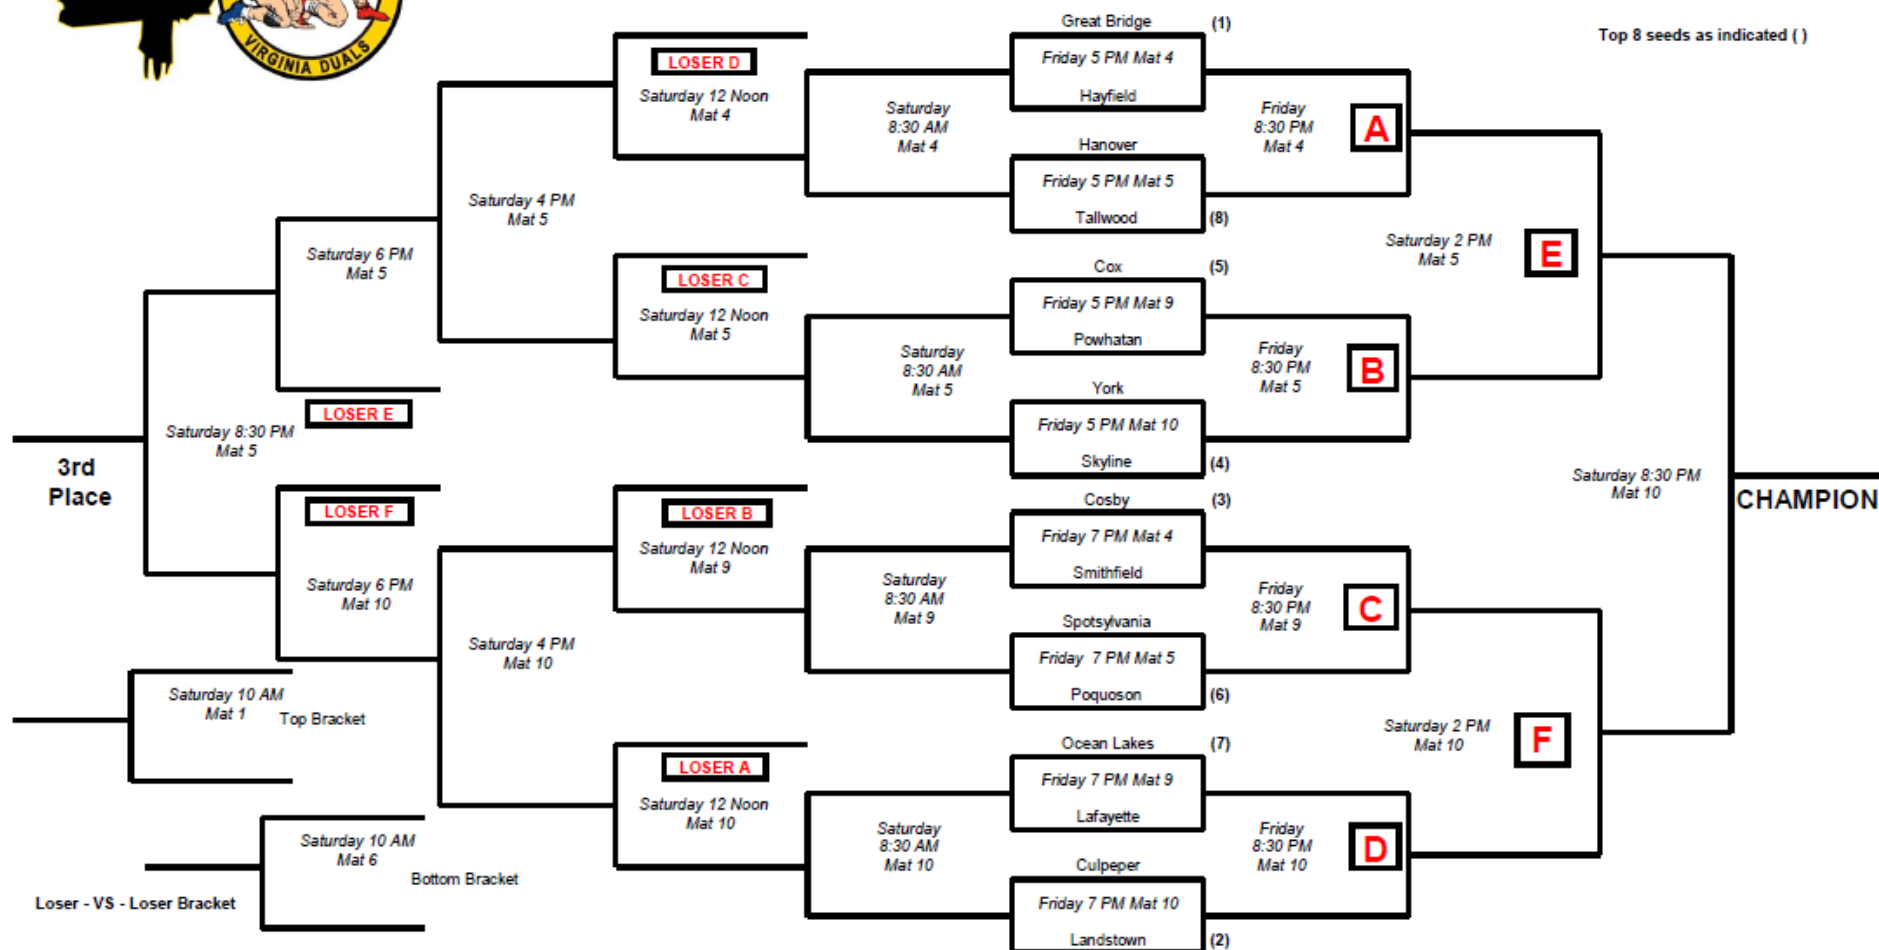 VIRGINIA DUALS
Top 8 seeds as indicated ( )
Great Bridge (1)
Friday 5 PM Mat 4
Hayfield
Hanover
Friday 5 PM Mat 5
Tallwood (8)
Cox (5)
Friday 5 PM Mat 9
Powhatan
York
Friday 5 PM Mat 10
Skyline (4)
Cosby (3)
Friday 7 PM Mat 4
Smithfield
Spotsylvania
Friday 7 PM Mat 5
Poquoson (6)
Ocean Lakes (7)
Friday 7 PM Mat 9
Lafayette
Culpeper
Friday 7 PM Mat 10
Landstown (2)
Friday
8:30 PM
Mat 4
A
Friday
8:30 PM
Mat 5
B
Friday
8:30 PM
Mat 9
C
Friday
8:30 PM
Mat 10
D
Saturday 2 PM
Mat 5
E
Saturday 2 PM
Mat 10
F
Saturday 8:30 PM
Mat 10
CHAMPION
Saturday
8:30 AM
Mat 4
Saturday
8:30 AM
Mat 5
Saturday
8:30 AM
Mat 9
Saturday
8:30 AM
Mat 10
LOSER D
Saturday 12 Noon
Mat 4
LOSER C
Saturday 12 Noon
Mat 5
LOSER B
Saturday 12 Noon
Mat 9
LOSER A
Saturday 12 Noon
Mat 10
Saturday 4 PM
Mat 5
Saturday 4 PM
Mat 10
Saturday 6 PM
Mat 5
LOSER E
LOSER F
Saturday 6 PM
Mat 10
Saturday 8:30 PM
Mat 5
3rd
Place
Saturday 10 AM
Mat 1
Top Bracket
Saturday 10 AM
Mat 6
Bottom Bracket
Loser - VS - Loser Bracket